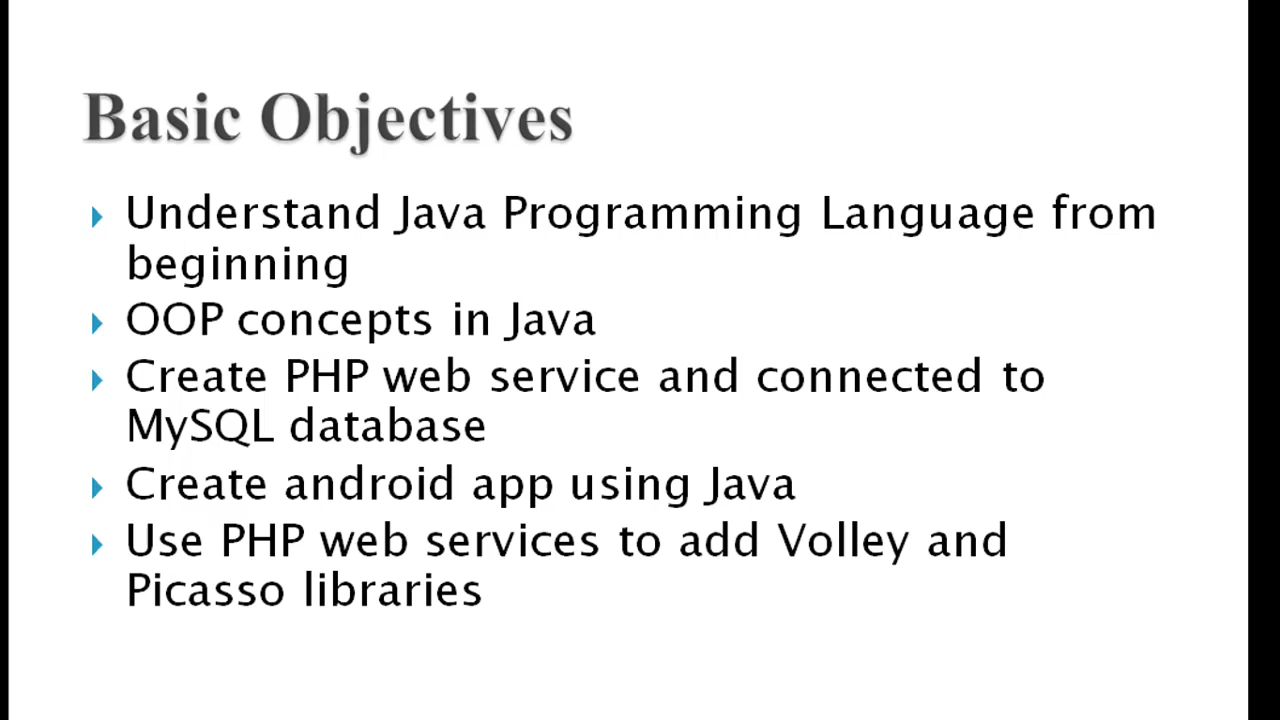 Basic Objectives
Understand Java Programming Language from
beginning
OOP concepts in Java
Create PHP web service and connected to
MySQL database
Create android app using Java
Use PHP web services to add Volley and
Picasso libraries